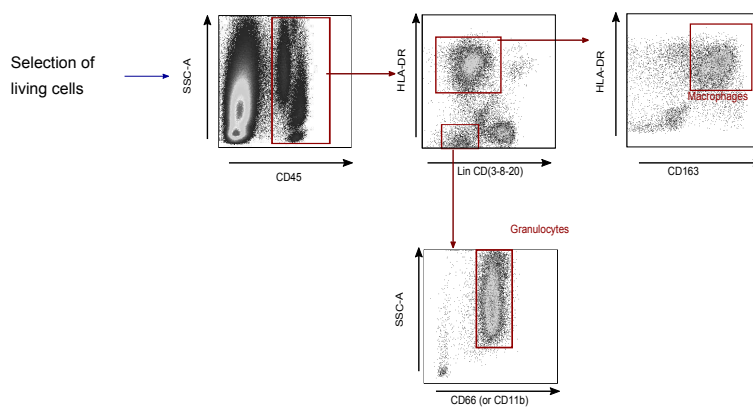 Selection of
living cells
SSC-A
CD45
HLA-DR
Lin CD(3-8-20)
HLA-DR
Macrophages
CD163
Granulocytes
SSC-A
CD66 (or CD11b)